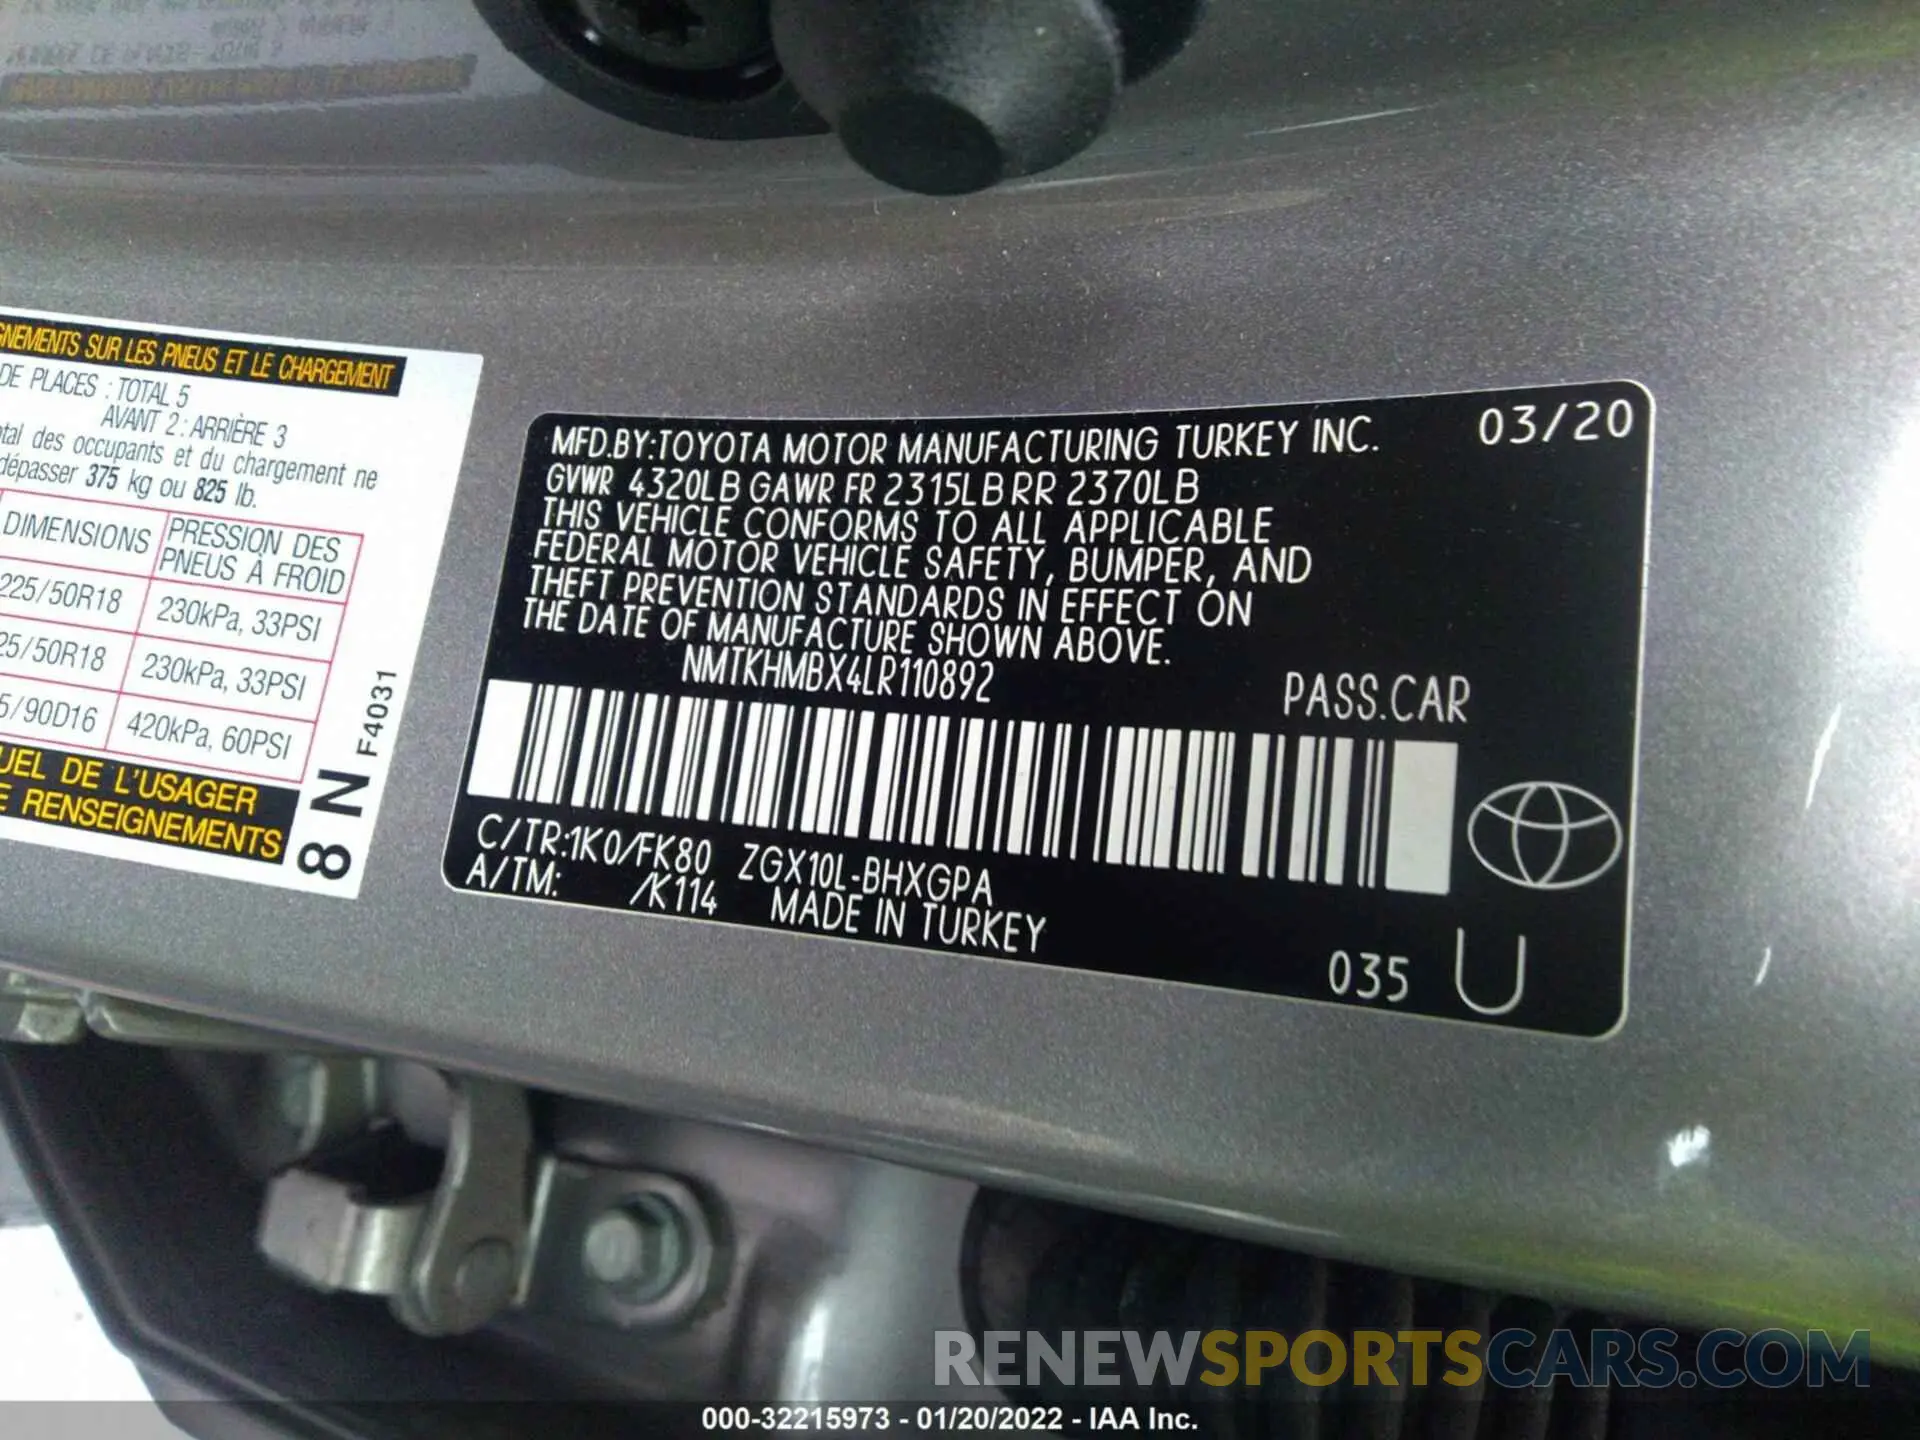 GNEMENTS SUR LES PNEUS ET LE CHARGEMENT
DE PLACES : TOTAL 5
AVANT 2 : ARRIÈRE 3
tal des occupants et du chargement ne
dépasser 375 kg ou 825 lb.
DIMENSIONS PRESSION DES PNEUS À FROID
225/50R18 230kPa, 33PSI
25/50R18 230kPa, 33PSI
5/90D16 420kPa, 60PSI
UEL DE L'USAGER
E RENSEIGNEMENTS
8 N
F4031
MFD.BY:TOYOTA MOTOR MANUFACTURING TURKEY INC. 03/20
GVWR 4320LB GAWR FR 2315LB RR 2370LB
THIS VEHICLE CONFORMS TO ALL APPLICABLE
FEDERAL MOTOR VEHICLE SAFETY, BUMPER, AND
THEFT PREVENTION STANDARDS IN EFFECT ON
THE DATE OF MANUFACTURE SHOWN ABOVE.
NMTKHMBX4LR110892 PASS.CAR
C/TR:1K0/FK80 ZGX10L-BHXGPA
A/TM: /K114 MADE IN TURKEY
035 U
RENEWSPORTSCARS.COM
000-32215973 - 01/20/2022 - IAA Inc.